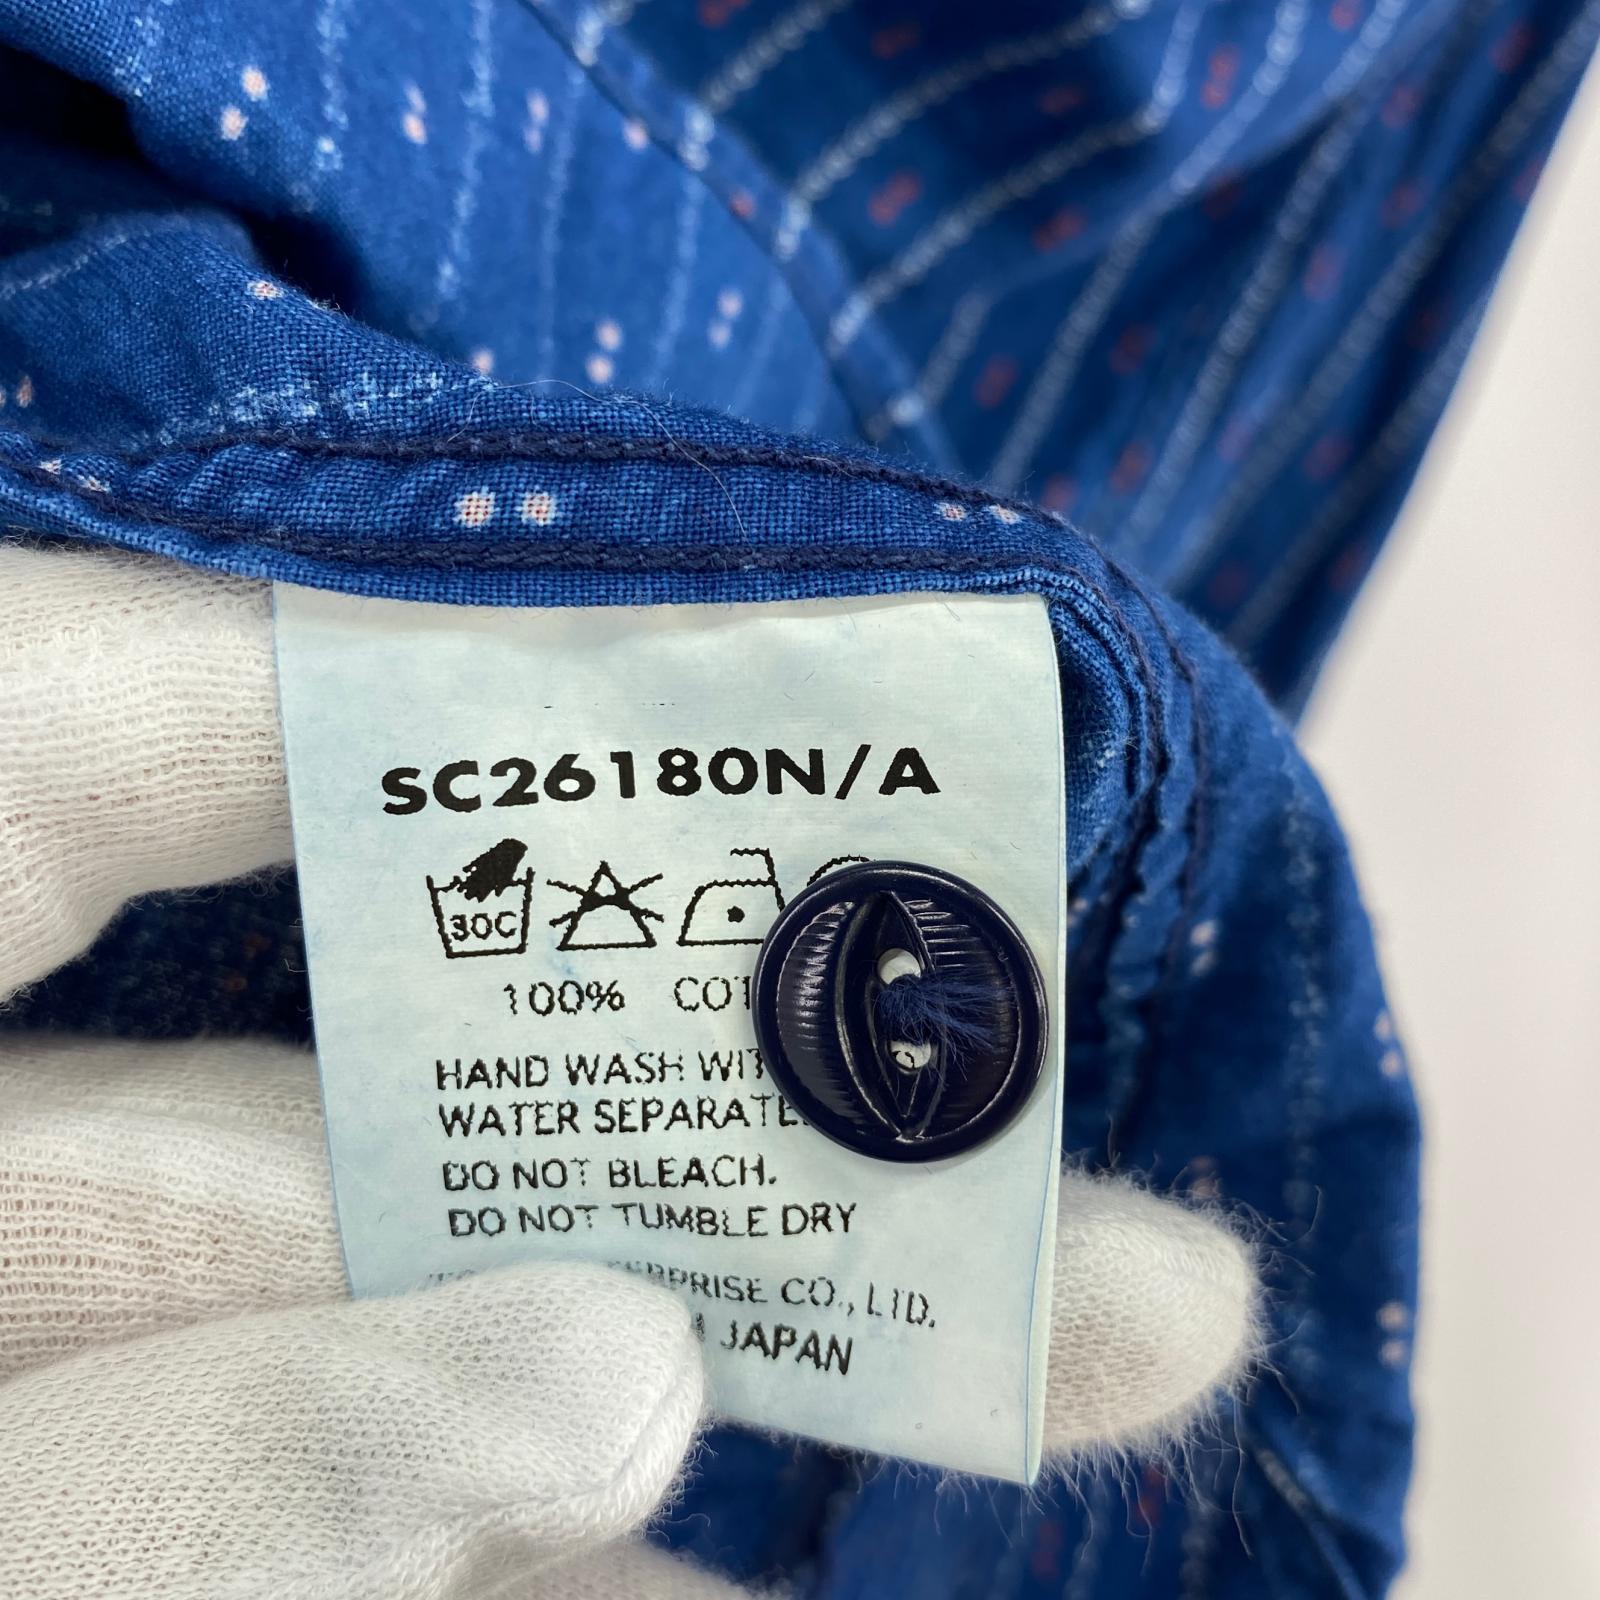 SC26180N/A
30C
100% COT
HAND WASH WIT
WATER SEPARATE
DO NOT BLEACH.
DO NOT TUMBLE DRY
ERPRISE CO., LTD.
JAPAN